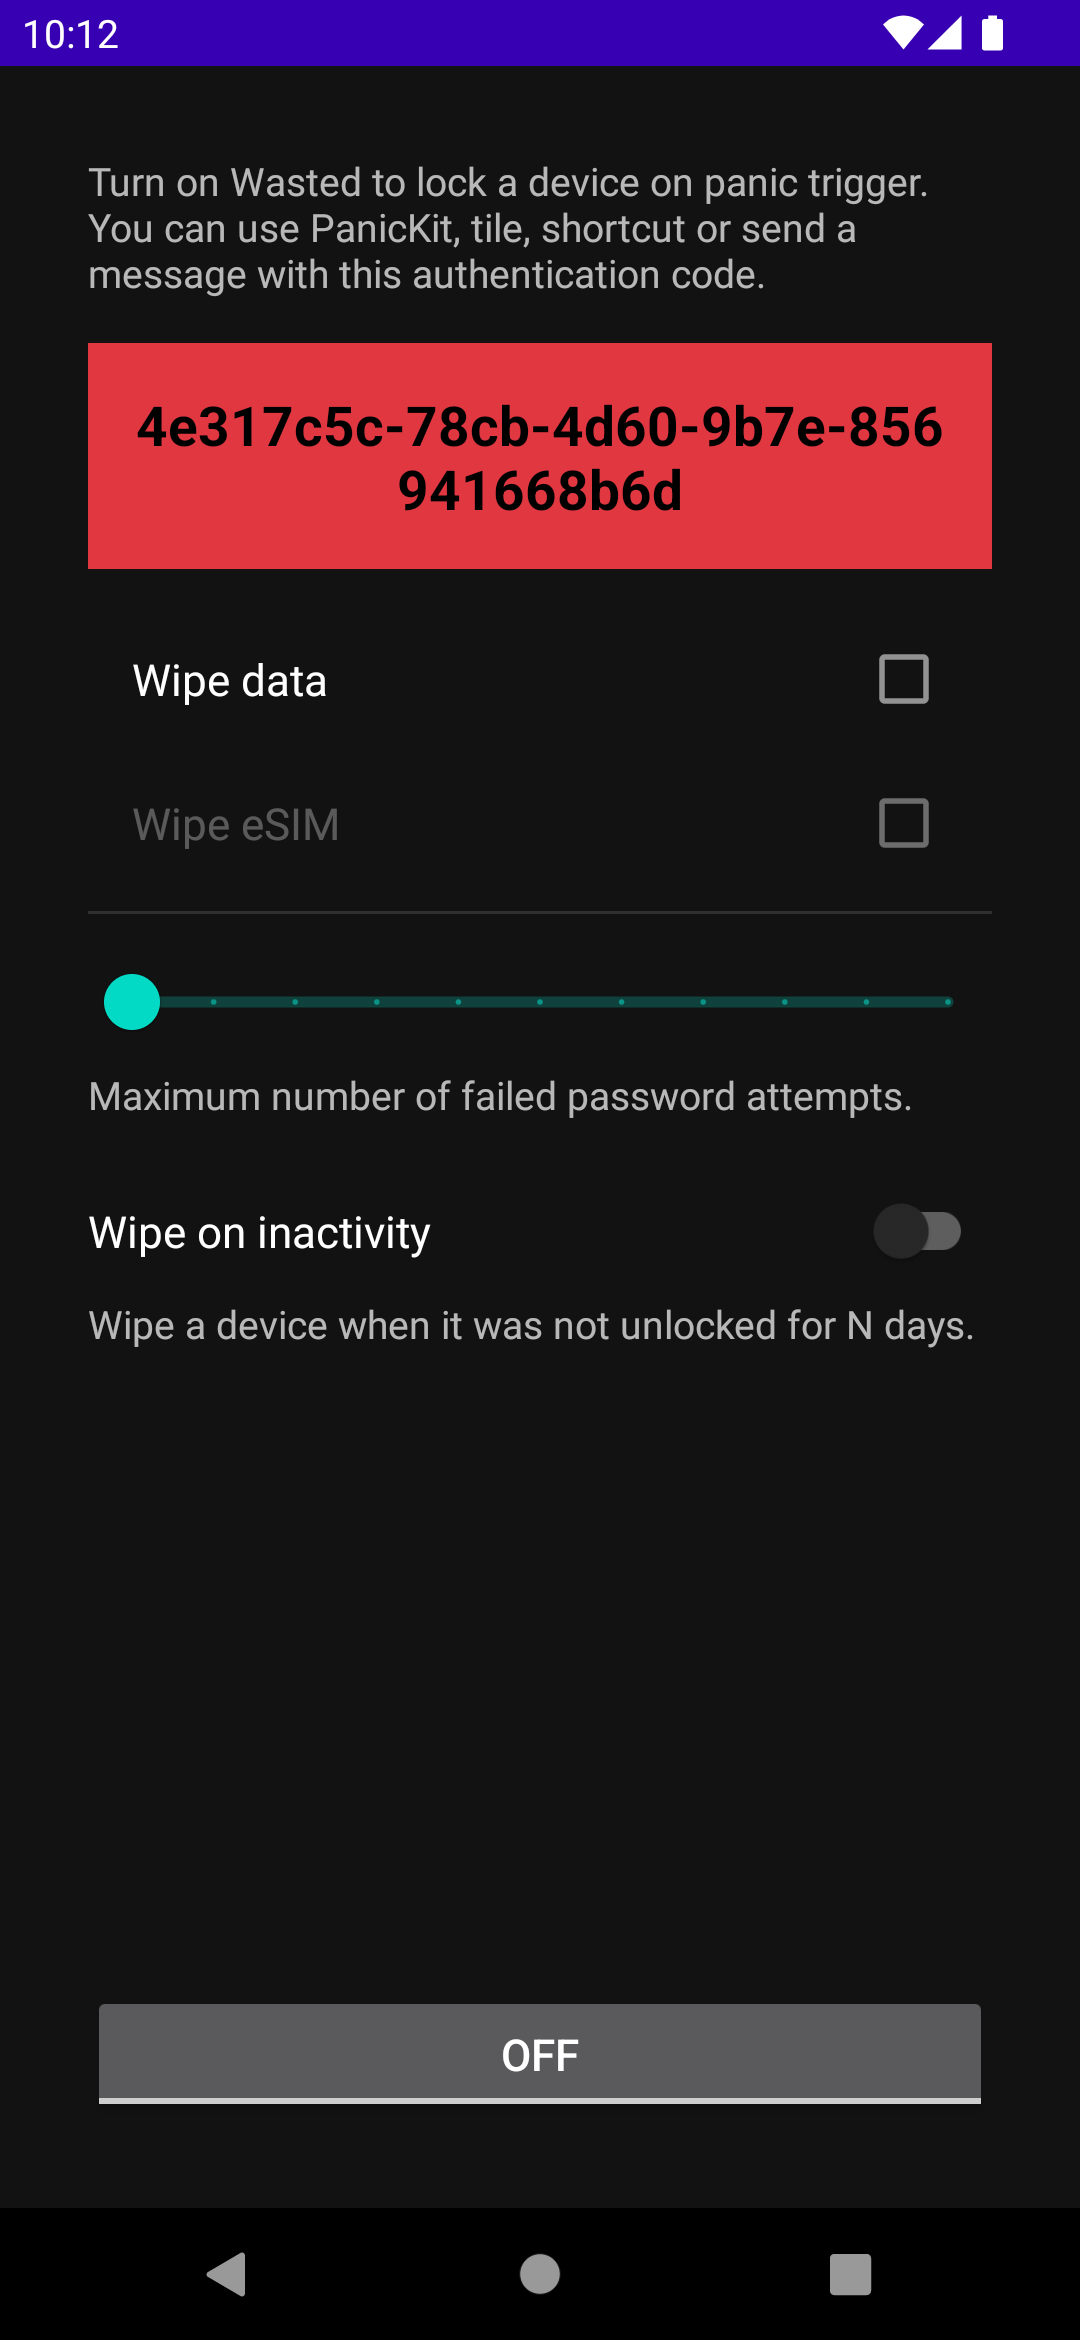 10:12
Turn on Wasted to lock a device on panic trigger.
You can use PanicKit, tile, shortcut or send a
message with this authentication code.
4e317c5c-78cb-4d60-9b7e-856
941668b6d
Wipe data
Wipe eSIM
Maximum number of failed password attempts.
Wipe on inactivity
Wipe a device when it was not unlocked for N days.
OFF